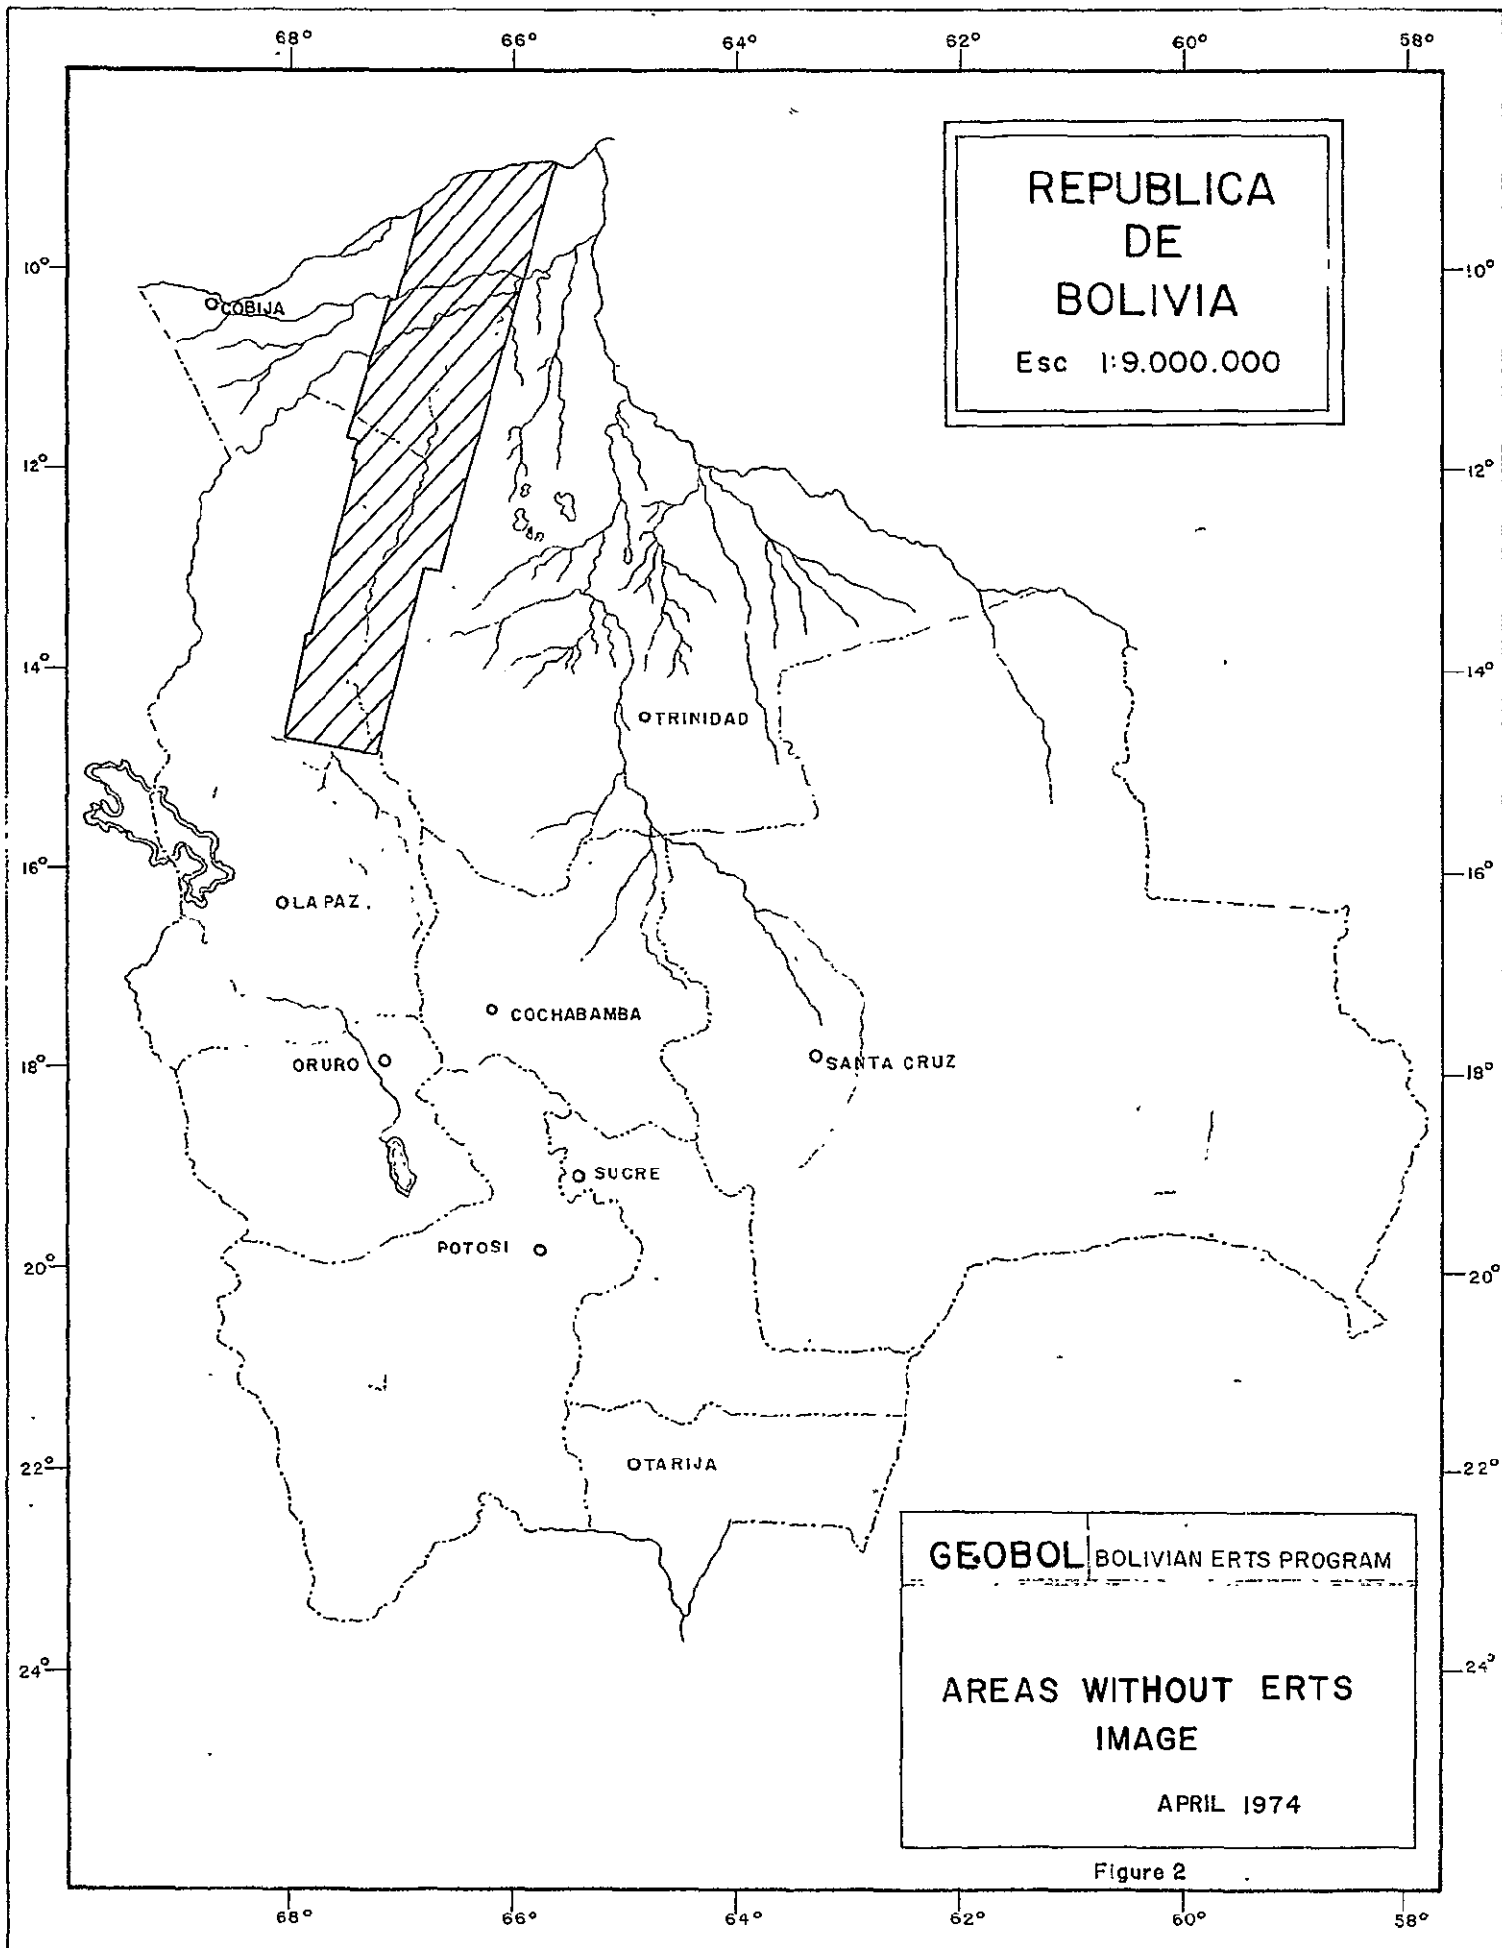 68° 66° 64° 62° 60° 58°
REPUBLICA
DE
BOLIVIA
Esc 1:9.000.000
10° 10°
COBIJA
12° 12°
14° 14°
TRINIDAD
16° 16°
LA PAZ
COCHABAMBA
18° 18°
ORURO
SANTA CRUZ
SUCRE
POTOSI
20° 20°
22° 22°
TARIJA
GEOBOL BOLIVIAN ERTS PROGRAM
24° 24°
AREAS WITHOUT ERTS
IMAGE
APRIL 1974
Figure 2
68° 66° 64° 62° 60° 58°